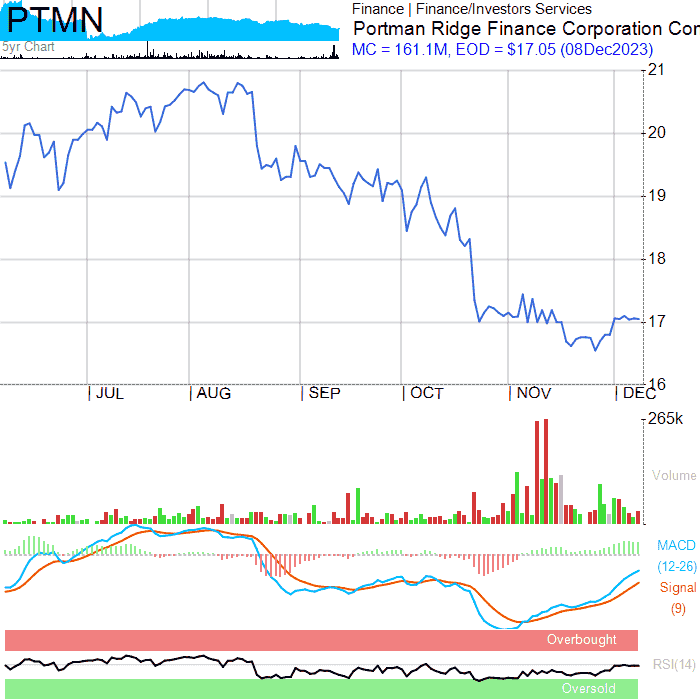 PTMN
5yr Chart
Finance | Finance/Investors Services
Portman Ridge Finance Corporation Cor
MC = 161.1M, EOD = $17.05 (08Dec2023)
21
20
19
18
17
16
JUL AUG SEP OCT NOV DEC
265k
Volume
MACD
(12-26)
Signal
(9)
Overbought
RSI(14)
Oversold